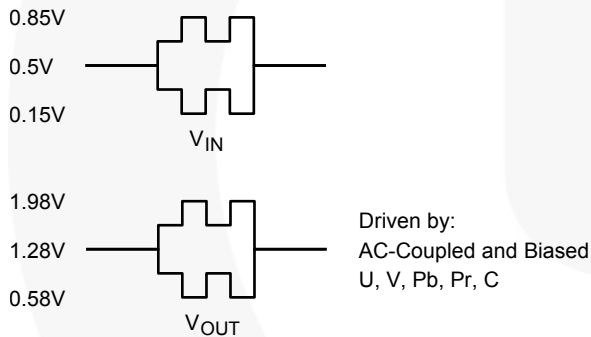 0.85V
0.5V
0.15V
VIN
1.98V
1.28V
0.58V
VOUT
Driven by:
AC-Coupled and Biased
U, V, Pb, Pr, C